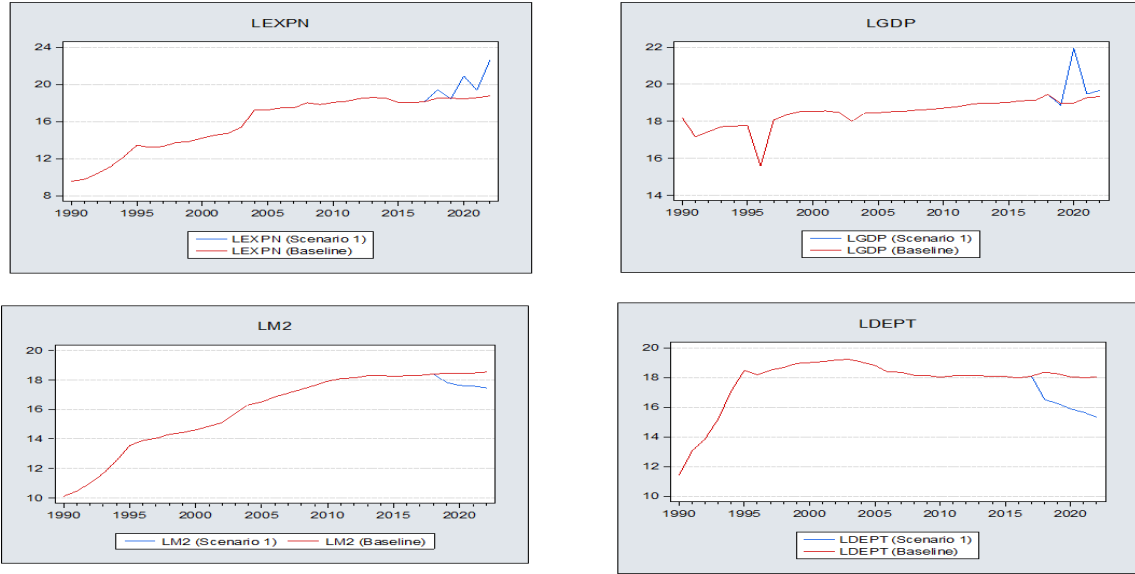 LEXPN
24
20
16
12
8
1990 1995 2000 2005 2010 2015 2020
LEXPN (Scenario 1)
LEXPN (Baseline)
LGDP
22
20
18
16
14
1990 1995 2000 2005 2010 2015 2020
LGDP (Scenario 1)
LGDP (Baseline)
LM2
20
18
16
14
12
10
1990 1995 2000 2005 2010 2015 2020
LM2 (Scenario 1) LM2 (Baseline)
LDEPT
20
18
16
14
12
10
1990 1995 2000 2005 2010 2015 2020
LDEPT (Scenario 1)
LDEPT (Baseline)